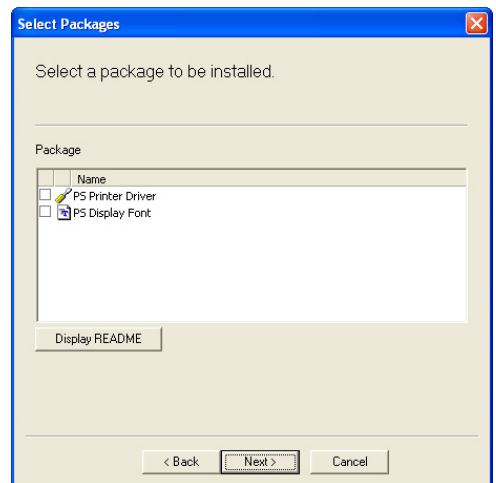 Select Packages
Select a package to be installed.
Package
Name
PS Printer Driver
PS Display Font
Display README
< Back Next > Cancel